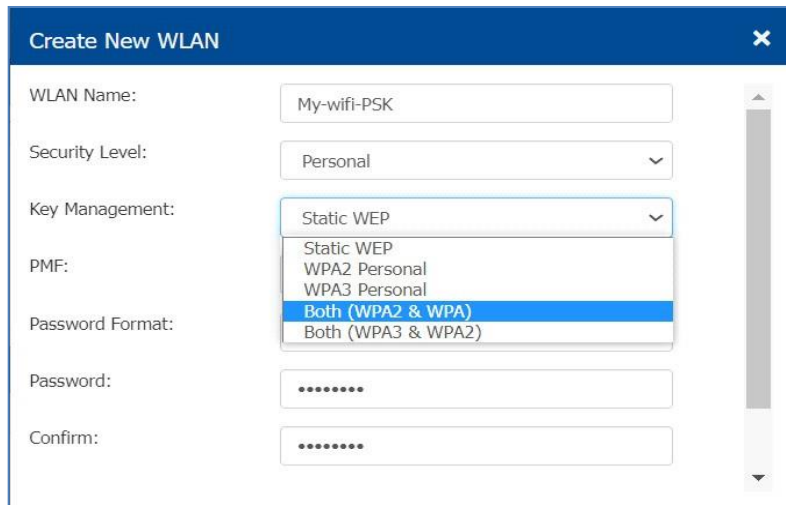 Create New WLAN
WLAN Name:
My-wifi-PSK
Security Level:
Personal
Key Management:
Static WEP
Static WEP
WPA2 Personal
WPA3 Personal
Both (WPA2 & WPA)
Both (WPA3 & WPA2)
PMF:
Password Format:
Password:
••••••••
Confirm:
••••••••